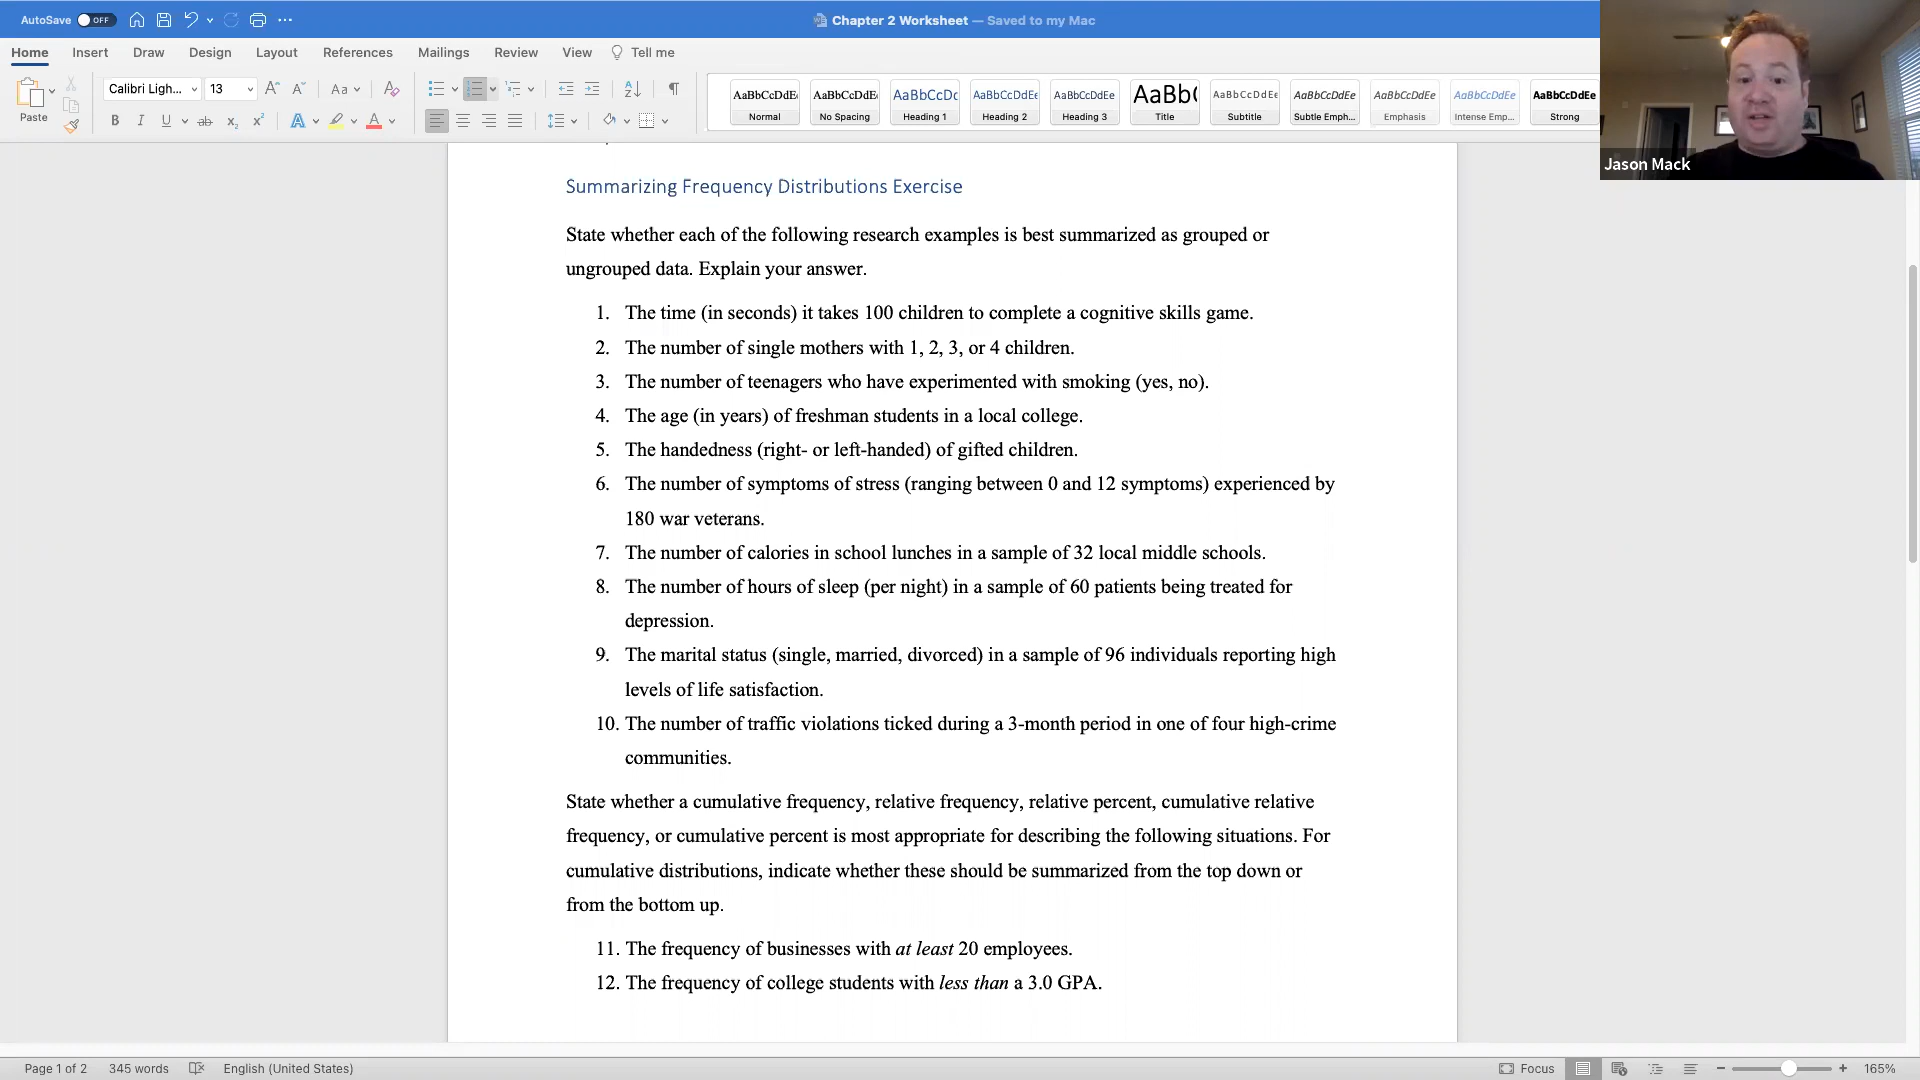 AutoSave OFF
Chapter 2 Worksheet — Saved to my Mac
Home Insert Draw Design Layout References Mailings Review View Tell me
Paste
Calibri Ligh... 13
AaBbCcDdE Normal
AaBbCcDdE No Spacing
AaBbCcDc Heading 1
AaBbCcDdEe Heading 2
AaBbCcDdEe Heading 3
AaBb( Title
AaBbCcDdEe Subtitle
AaBbCcDdEe Subtle Emph...
AaBbCcDdEe Emphasis
AaBbCcDdEe Intense Emp...
AaBbCcDdEe Strong
Jason Mack
Summarizing Frequency Distributions Exercise
State whether each of the following research examples is best summarized as grouped or
ungrouped data. Explain your answer.
1. The time (in seconds) it takes 100 children to complete a cognitive skills game.
2. The number of single mothers with 1, 2, 3, or 4 children.
3. The number of teenagers who have experimented with smoking (yes, no).
4. The age (in years) of freshman students in a local college.
5. The handedness (right- or left-handed) of gifted children.
6. The number of symptoms of stress (ranging between 0 and 12 symptoms) experienced by
180 war veterans.
7. The number of calories in school lunches in a sample of 32 local middle schools.
8. The number of hours of sleep (per night) in a sample of 60 patients being treated for
depression.
9. The marital status (single, married, divorced) in a sample of 96 individuals reporting high
levels of life satisfaction.
10. The number of traffic violations ticked during a 3-month period in one of four high-crime
communities.
State whether a cumulative frequency, relative frequency, relative percent, cumulative relative
frequency, or cumulative percent is most appropriate for describing the following situations. For
cumulative distributions, indicate whether these should be summarized from the top down or
from the bottom up.
11. The frequency of businesses with at least 20 employees.
12. The frequency of college students with less than a 3.0 GPA.
Page 1 of 2 345 words English (United States) Focus 165%